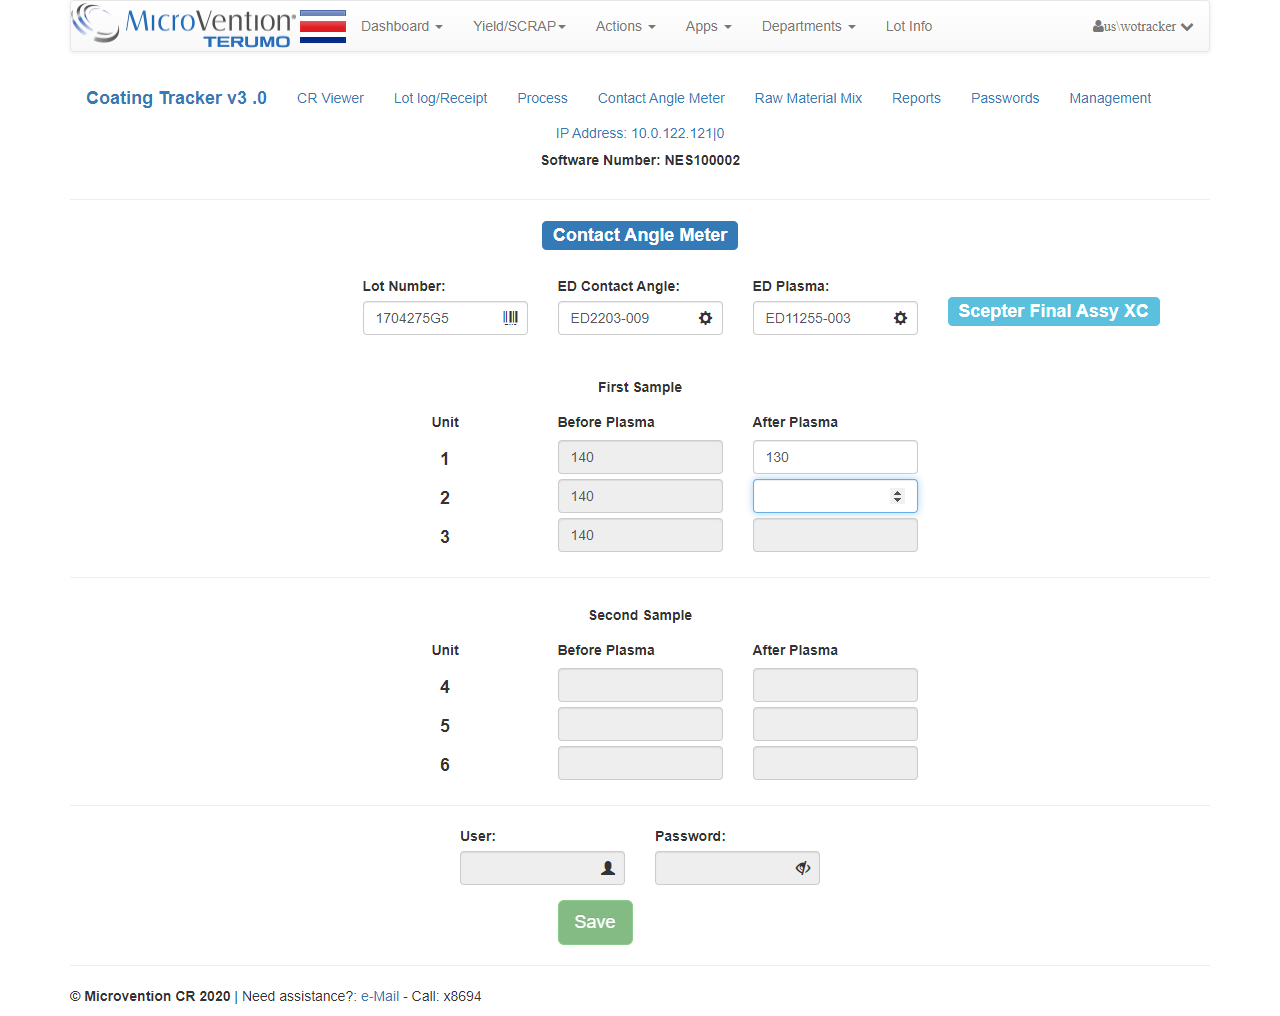 MicroVention
TERUMO
Dashboard Yield/SCRAP Actions Apps Departments Lot Info us\wotracker
Coating Tracker v3 .0 CR Viewer Lot log/Receipt Process Contact Angle Meter Raw Material Mix Reports Passwords Management
IP Address: 10.0.122.121|0
Software Number: NES100002
Contact Angle Meter
Lot Number: ED Contact Angle: ED Plasma:
1704275G5 ED2203-009 ED11255-003 Scepter Final Assy XC
First Sample
Unit Before Plasma After Plasma
1 140 130
2 140
3 140
Second Sample
Unit Before Plasma After Plasma
4
5
6
User: Password:
Save
© Microvention CR 2020 | Need assistance?: e-Mail - Call: x8694